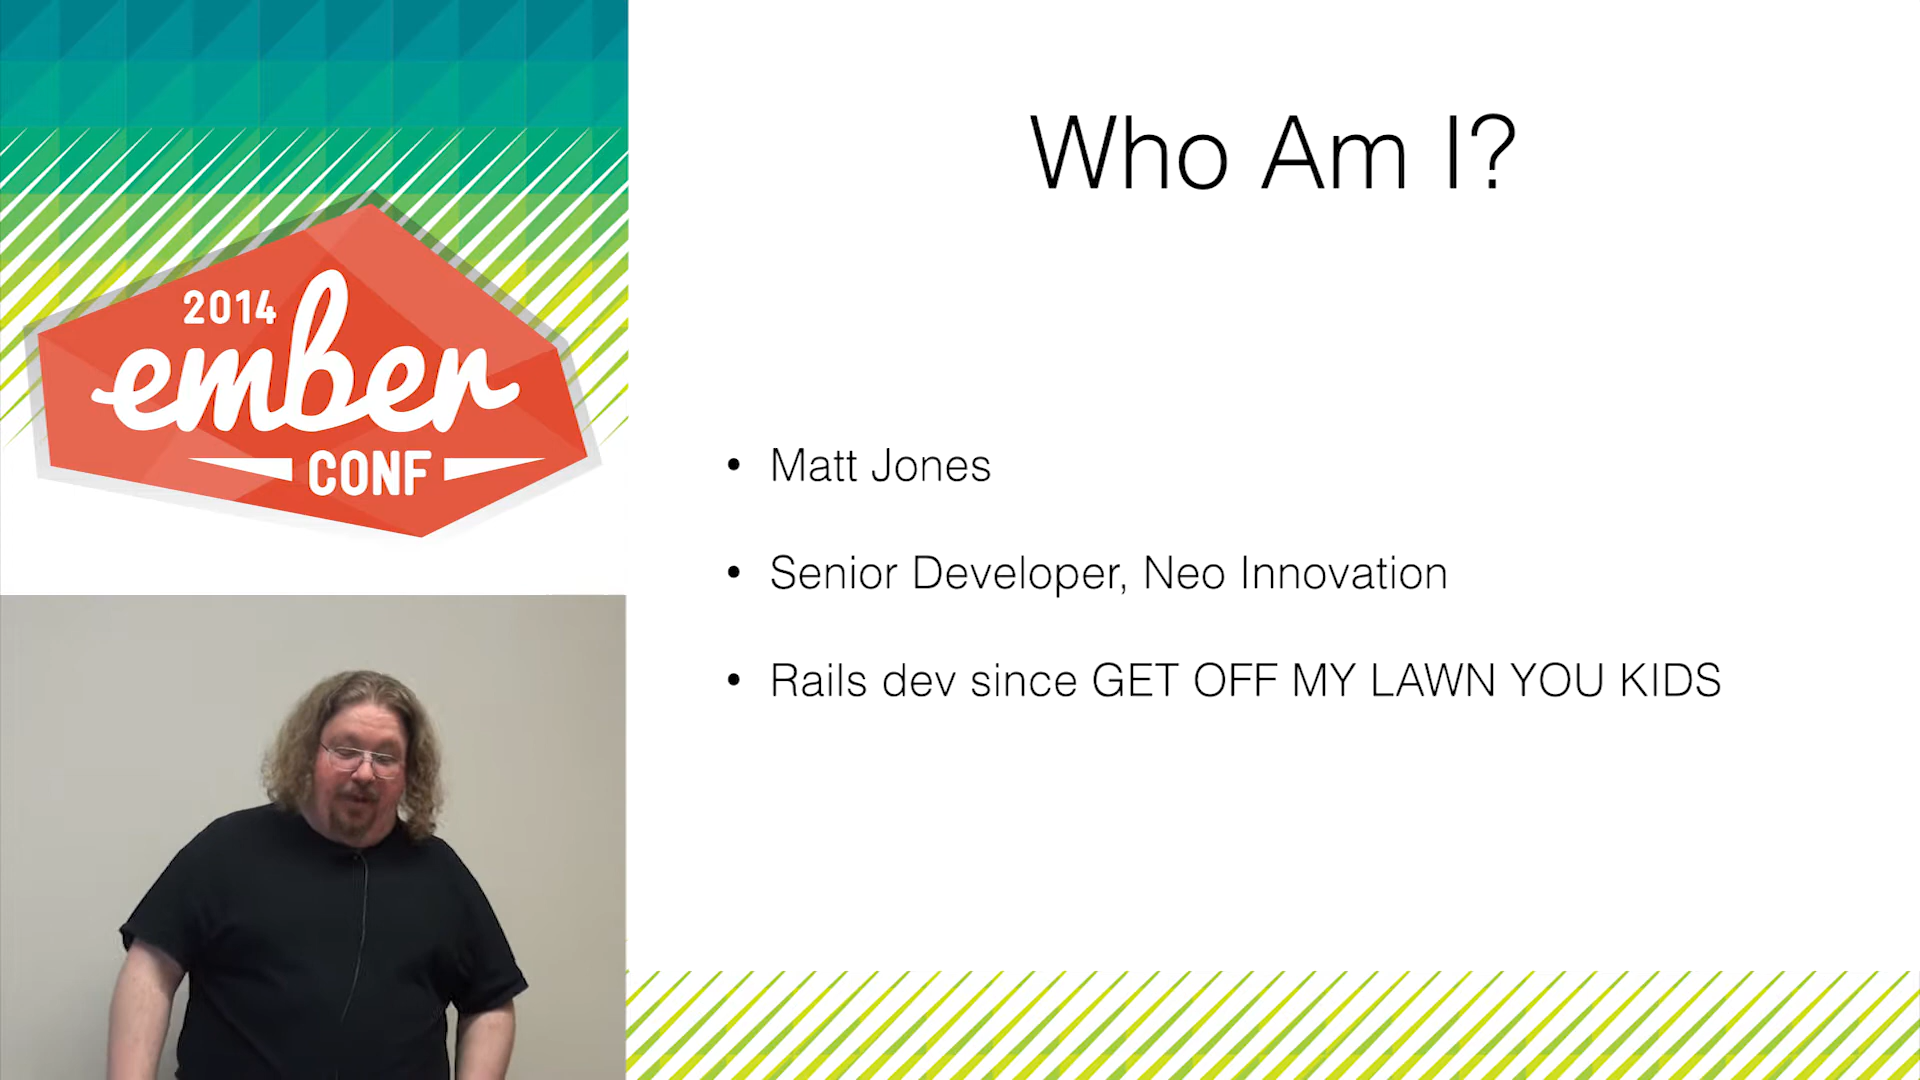 2014
ember
CONF
Who Am I?
• Matt Jones
• Senior Developer, Neo Innovation
• Rails dev since GET OFF MY LAWN YOU KIDS